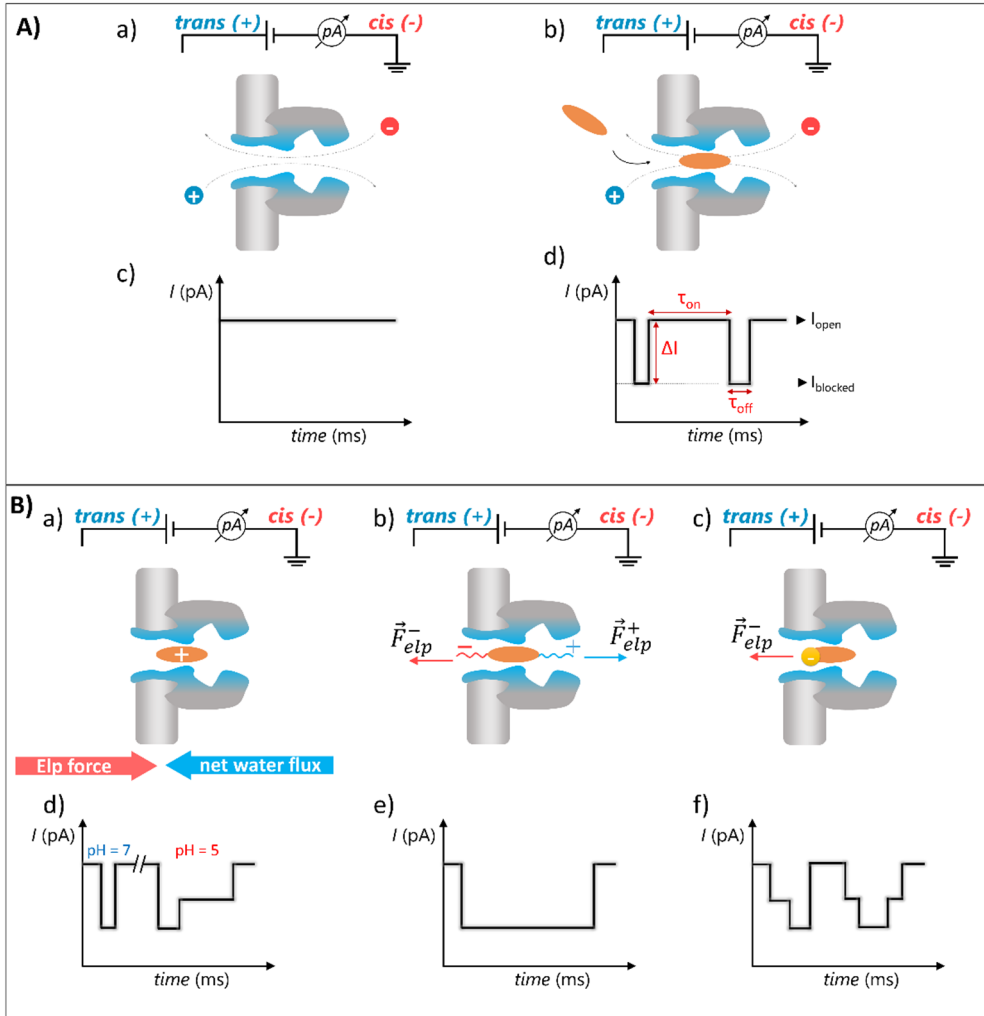 A)
a) trans (+) pA cis (-)
b) trans (+) pA cis (-)
-
+
-
+
c)
I (pA)
time (ms)
d)
I (pA)
τon
ΔI
τoff
Iopen
Iblocked
time (ms)
B)
a) trans (+) pA cis (-)
b) trans (+) pA cis (-)
c) trans (+) pA cis (-)
+
F⃗elp− − + F⃗elp+
F⃗elp− -
Elp force
net water flux
d)
I (pA)
pH = 7
pH = 5
time (ms)
e)
I (pA)
time (ms)
f)
I (pA)
time (ms)